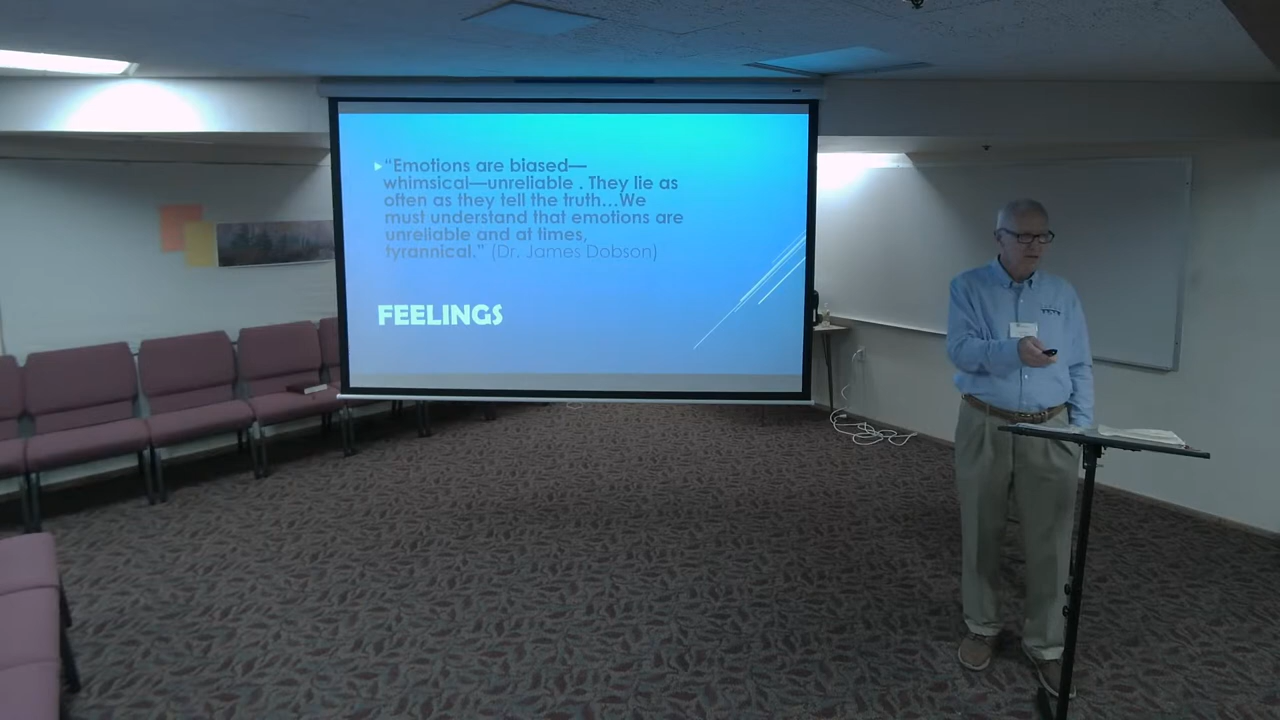 “Emotions are biased—
whimsical—unreliable . They lie as
often as they tell the truth...We
must understand that emotions are
unreliable and at times,
tyrannical.” (Dr. James Dobson)
FEELINGS